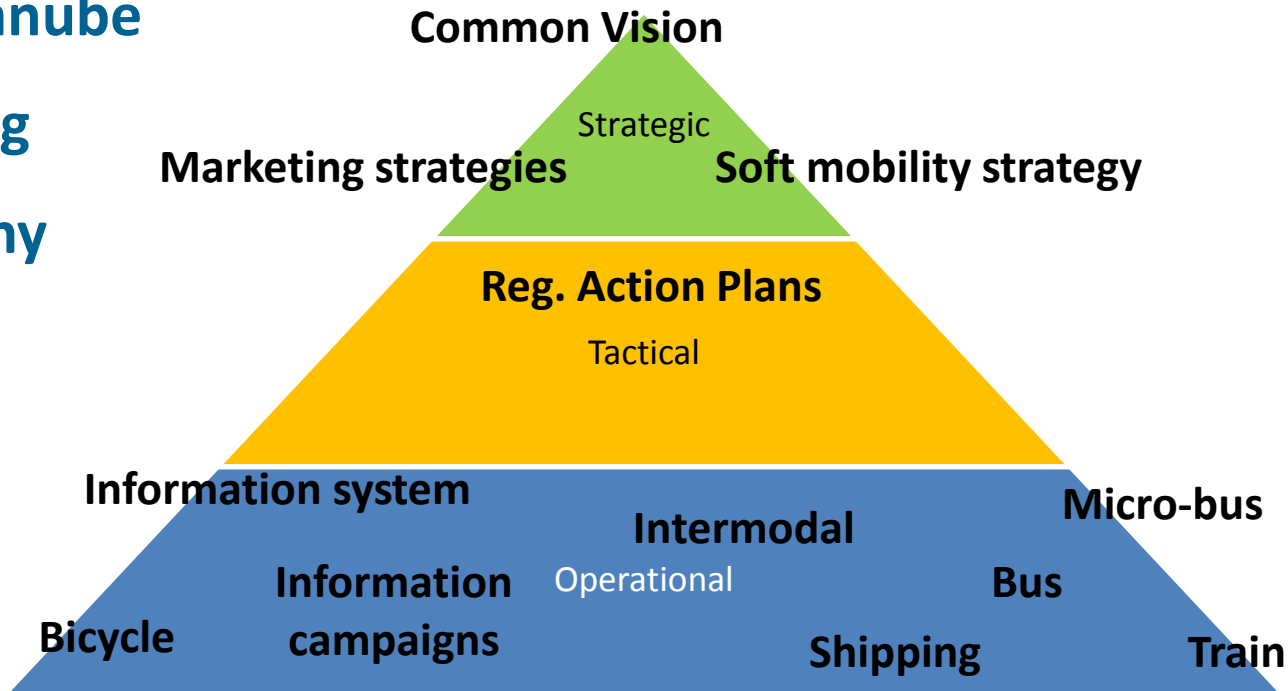 Common Vision
Strategic
Marketing strategies
Soft mobility strategy
Reg. Action Plans
Tactical
Information system
Micro-bus
Intermodal
Information
campaigns
Operational
Bus
Bicycle
Shipping
Train